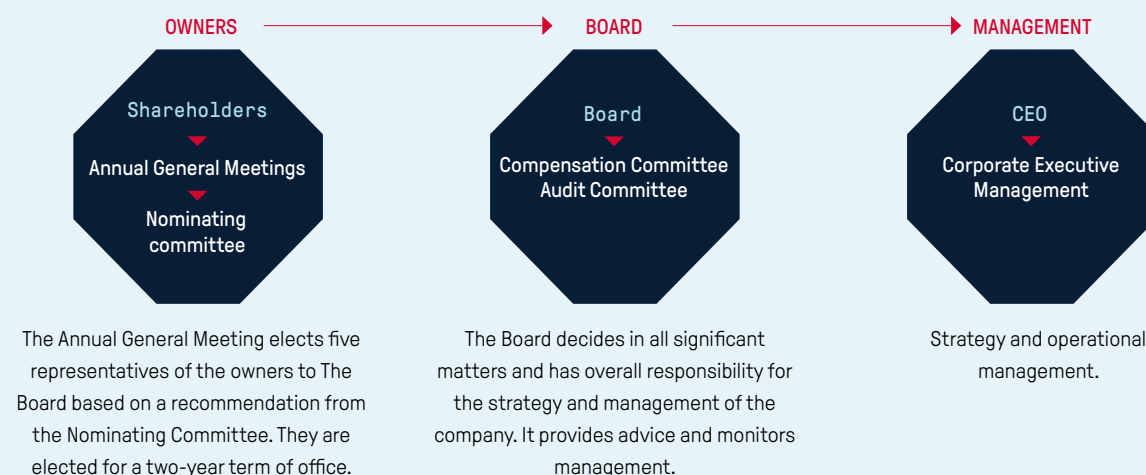 OWNERS
Shareholders
Annual General Meetings
Nominating
committee
The Annual General Meeting elects five
representatives of the owners to The
Board based on a recommendation from
the Nominating Committee. They are
elected for a two-year term of office.
BOARD
Board
Compensation Committee
Audit Committee
The Board decides in all significant
matters and has overall responsibility for
the strategy and management of the
company. It provides advice and monitors
management.
MANAGEMENT
CEO
Corporate Executive
Management
Strategy and operational
management.